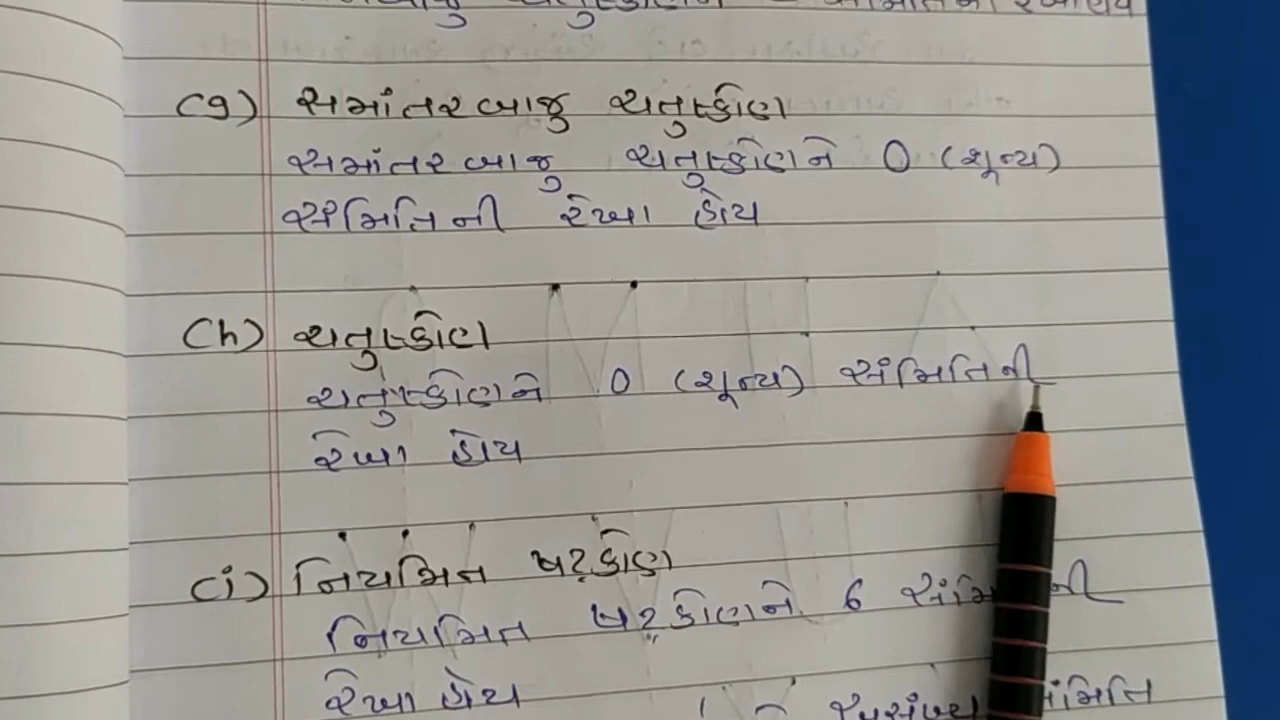 (g) સમાંતરબાજુ ચતુષ્કોણ
સમાંતરબાજુ ચતુષ્કોણને 0 (શૂન્ય)
સંમિતિની રેખા હોય
(h) ચતુષ્કોણ
ચતુષ્કોણને 0 (શૂન્ય) સંમિતિની
રેખા હોય
(i) નિયમિત ષટ્કોણ
નિયમિત ષટ્કોણને 6
રેખા હોય